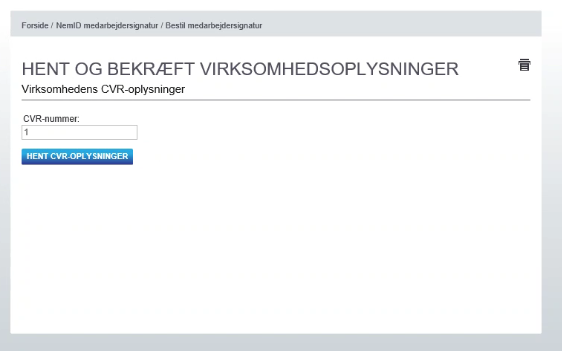 Forside / NemID medarbejdersignatur / Bestil medarbejdersignatur
HENT OG BEKRÆFT VIRKSOMHEDSOPLYSNINGER
Virksomhedens CVR-oplysninger
CVR-nummer:
1
HENT CVR-OPLYSNINGER